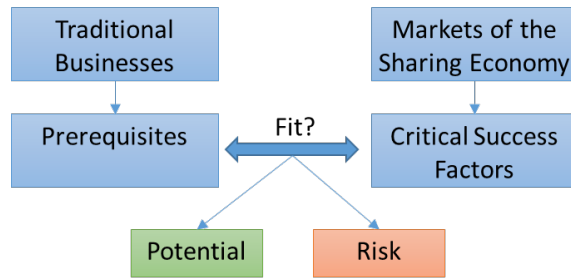 Traditional
Businesses
Markets of the
Sharing Economy
Prerequisites
Fit?
Critical Success
Factors
Potential
Risk